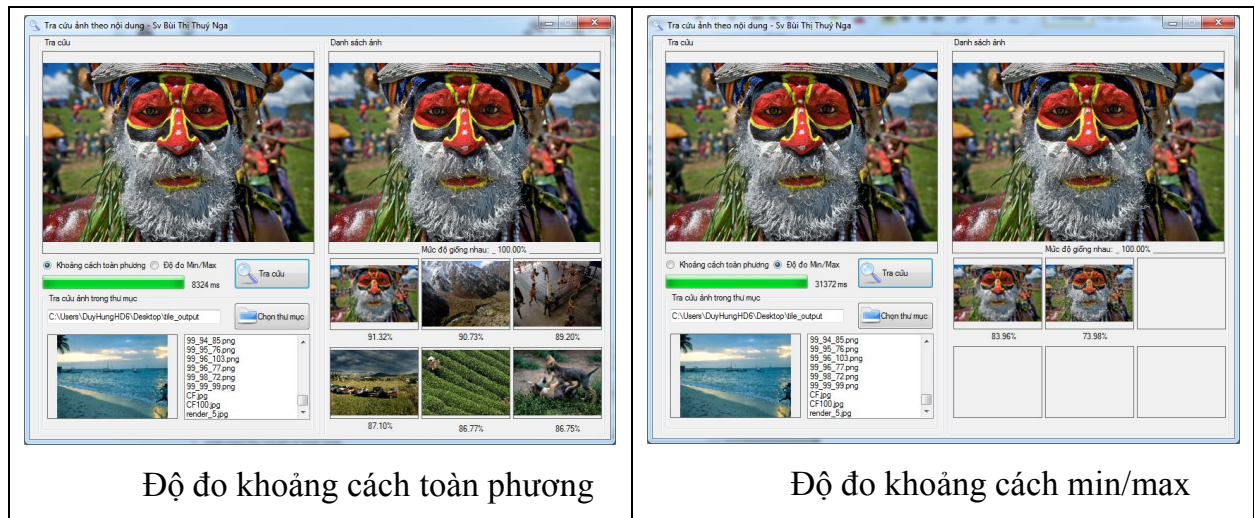 Tra cứu ảnh theo nội dung - Sv Bùi Thị Thuý Nga
Tra cứu
Danh sách ảnh
Mức độ giống nhau: _ 100.00%_
Khoảng cách toàn phương Độ đo Min/Max
8324 ms
Tra cứu
Tra cứu ảnh trong thư mục
C:\Users\DuyHungHD6\Desktop\tile_output
Chọn thư mục
99_94_85.png
99_95_76.png
99_96_103.png
99_96_77.png
99_98_72.png
99_99_99.png
CF.jpg
CF100.jpg
render_5.jpg
91.32% 90.73% 89.20%
87.10% 86.77% 86.75%
Độ đo khoảng cách toàn phương
Tra cứu ảnh theo nội dung - Sv Bùi Thị Thuý Nga
Tra cứu
Danh sách ảnh
Mức độ giống nhau: _ 100.00%_
Khoảng cách toàn phương Độ đo Min/Max
31372 ms
Tra cứu
Tra cứu ảnh trong thư mục
C:\Users\DuyHungHD6\Desktop\tile_output
Chọn thư mục
99_94_85.png
99_95_76.png
99_96_103.png
99_96_77.png
99_98_72.png
99_99_99.png
CF.jpg
CF100.jpg
render_5.jpg
83.96% 73.98%
Độ đo khoảng cách min/max